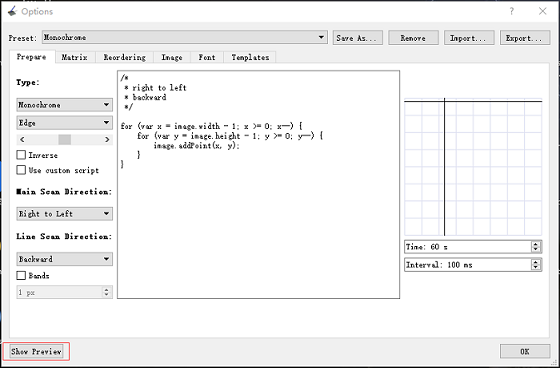 Options
Preset: Monochrome Save As... Remove Import... Export...
Prepare Matrix Reordering Image Font Templates
Type:
Monochrome
Edge
Inverse
Use custom script
Main Scan Direction:
Right to Left
Line Scan Direction:
Backward
Bands
1 px
/*
* right to left
* backward
*/
for (var x = image.width - 1; x >= 0; x--) {
for (var y = image.height - 1; y >= 0; y--) {
image.addPoint(x, y);
}
}
Time: 60 s
Interval: 100 ms
Show Preview
OK